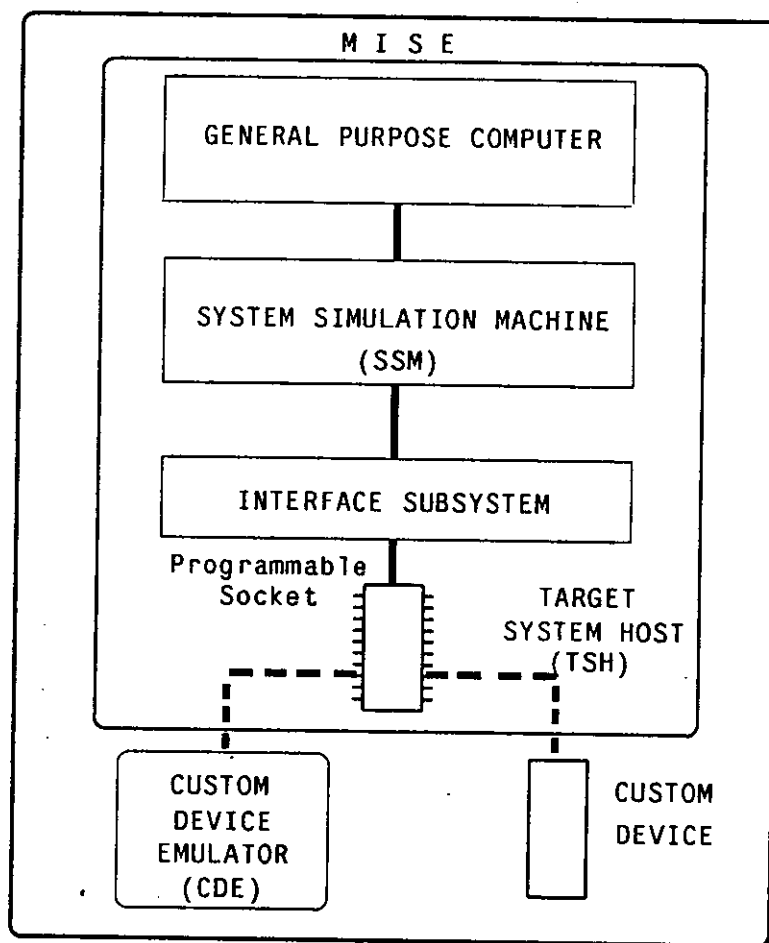 M I S E
GENERAL PURPOSE COMPUTER
SYSTEM SIMULATION MACHINE
(SSM)
INTERFACE SUBSYSTEM
Programmable
Socket
TARGET
SYSTEM HOST
(TSH)
CUSTOM
DEVICE
EMULATOR
(CDE)
CUSTOM
DEVICE